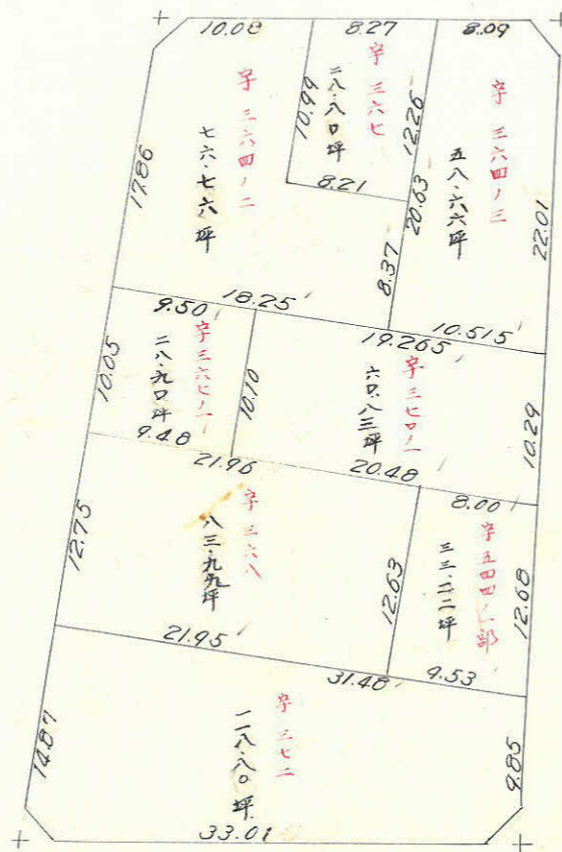 10.08
8.27
8.09
字 三六四ノ二
七六・七六坪
字 三六七
二八・八〇坪
字 三六四ノ三
五八・六六坪
10.99
12.26
8.21
20.63
17.86
22.01
8.37
18.25
9.50
19.265
10.515
字 三六七ノ一
二八・九〇坪
字 三七〇ノ一
六〇・八三坪
10.05
10.10
10.29
9.48
21.96
20.48
8.00
字 三六八
八三・九九坪
字 五四四ノ一部
三三・二二坪
12.75
12.63
12.68
21.95
31.48
9.53
字 三七二
一二八・八〇坪
14.87
9.85
33.01